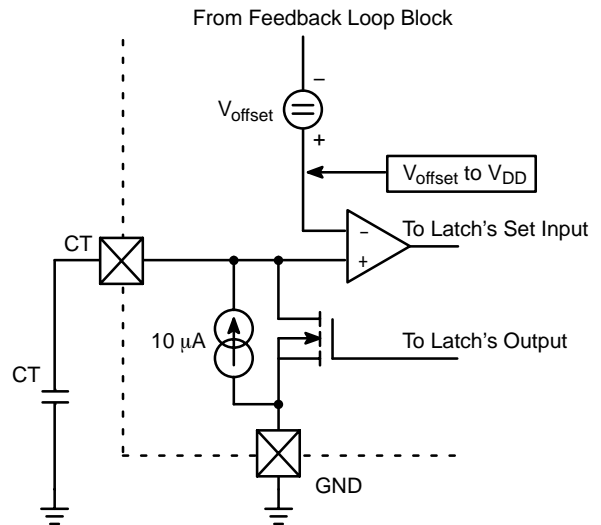 From Feedback Loop Block
−
Voffset
+
Voffset to VDD
CT
−
To Latch's Set Input
+
10 μA
To Latch's Output
CT
GND